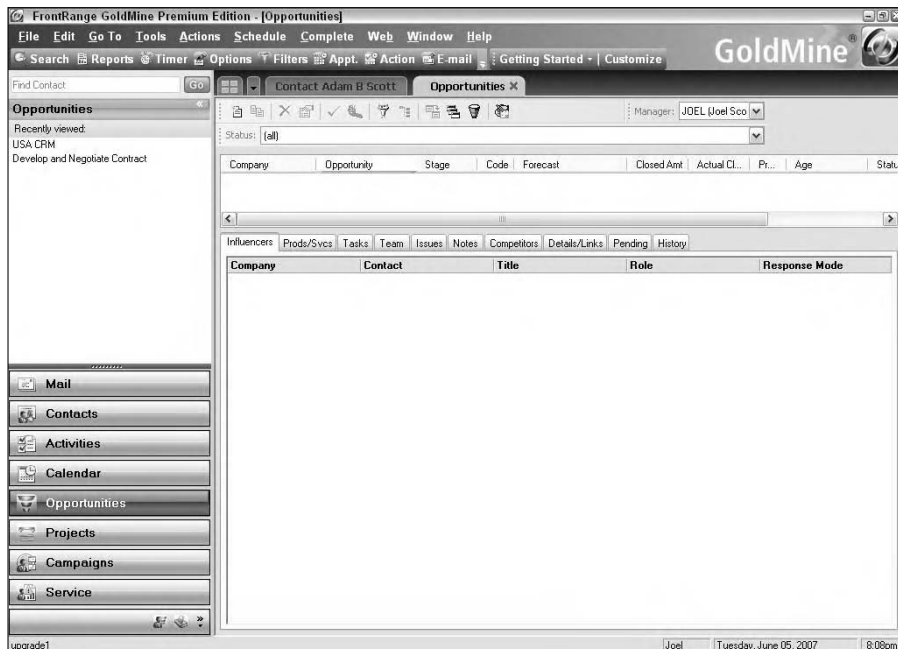 FrontRange GoldMine Premium Edition - [Opportunities]
File Edit Go To Tools Actions Schedule Complete Web Window Help
Search Reports Timer Options Filters Appt. Action E-mail Getting Started - | Customize
GoldMine®
Find Contact Go
Contact Adam B Scott Opportunities
Opportunities
Recently viewed:
USA CRM
Develop and Negotiate Contract
Manager: JOEL (Joel Sco
Status: (all)
Company Opportunity Stage Code Forecast Closed Amt Actual Cl... Pr... Age Statu
Influencers Prods/Svcs Tasks Team Issues Notes Competitors Details/Links Pending History
Company Contact Title Role Response Mode
Mail
Contacts
Activities
Calendar
Opportunities
Projects
Campaigns
Service
upgrade1 Joel Tuesday, June 05, 2007 8:08pm